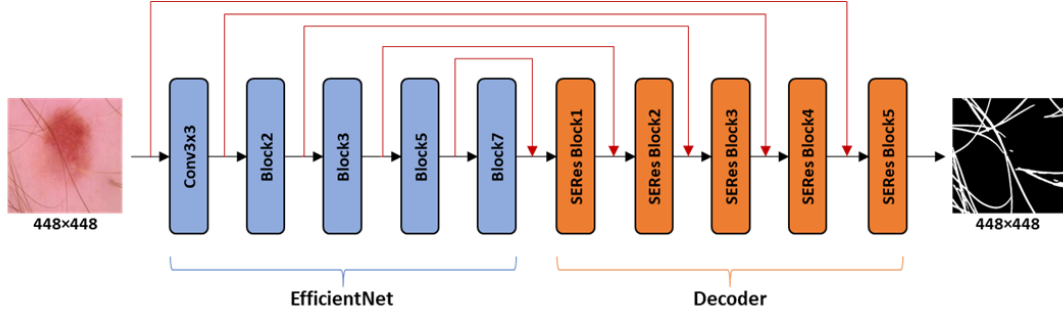 Conv3x3
Block2
Block3
Block5
Block7
SERes Block1
SERes Block2
SERes Block3
SERes Block4
SERes Block5
448×448
448×448
EfficientNet
Decoder